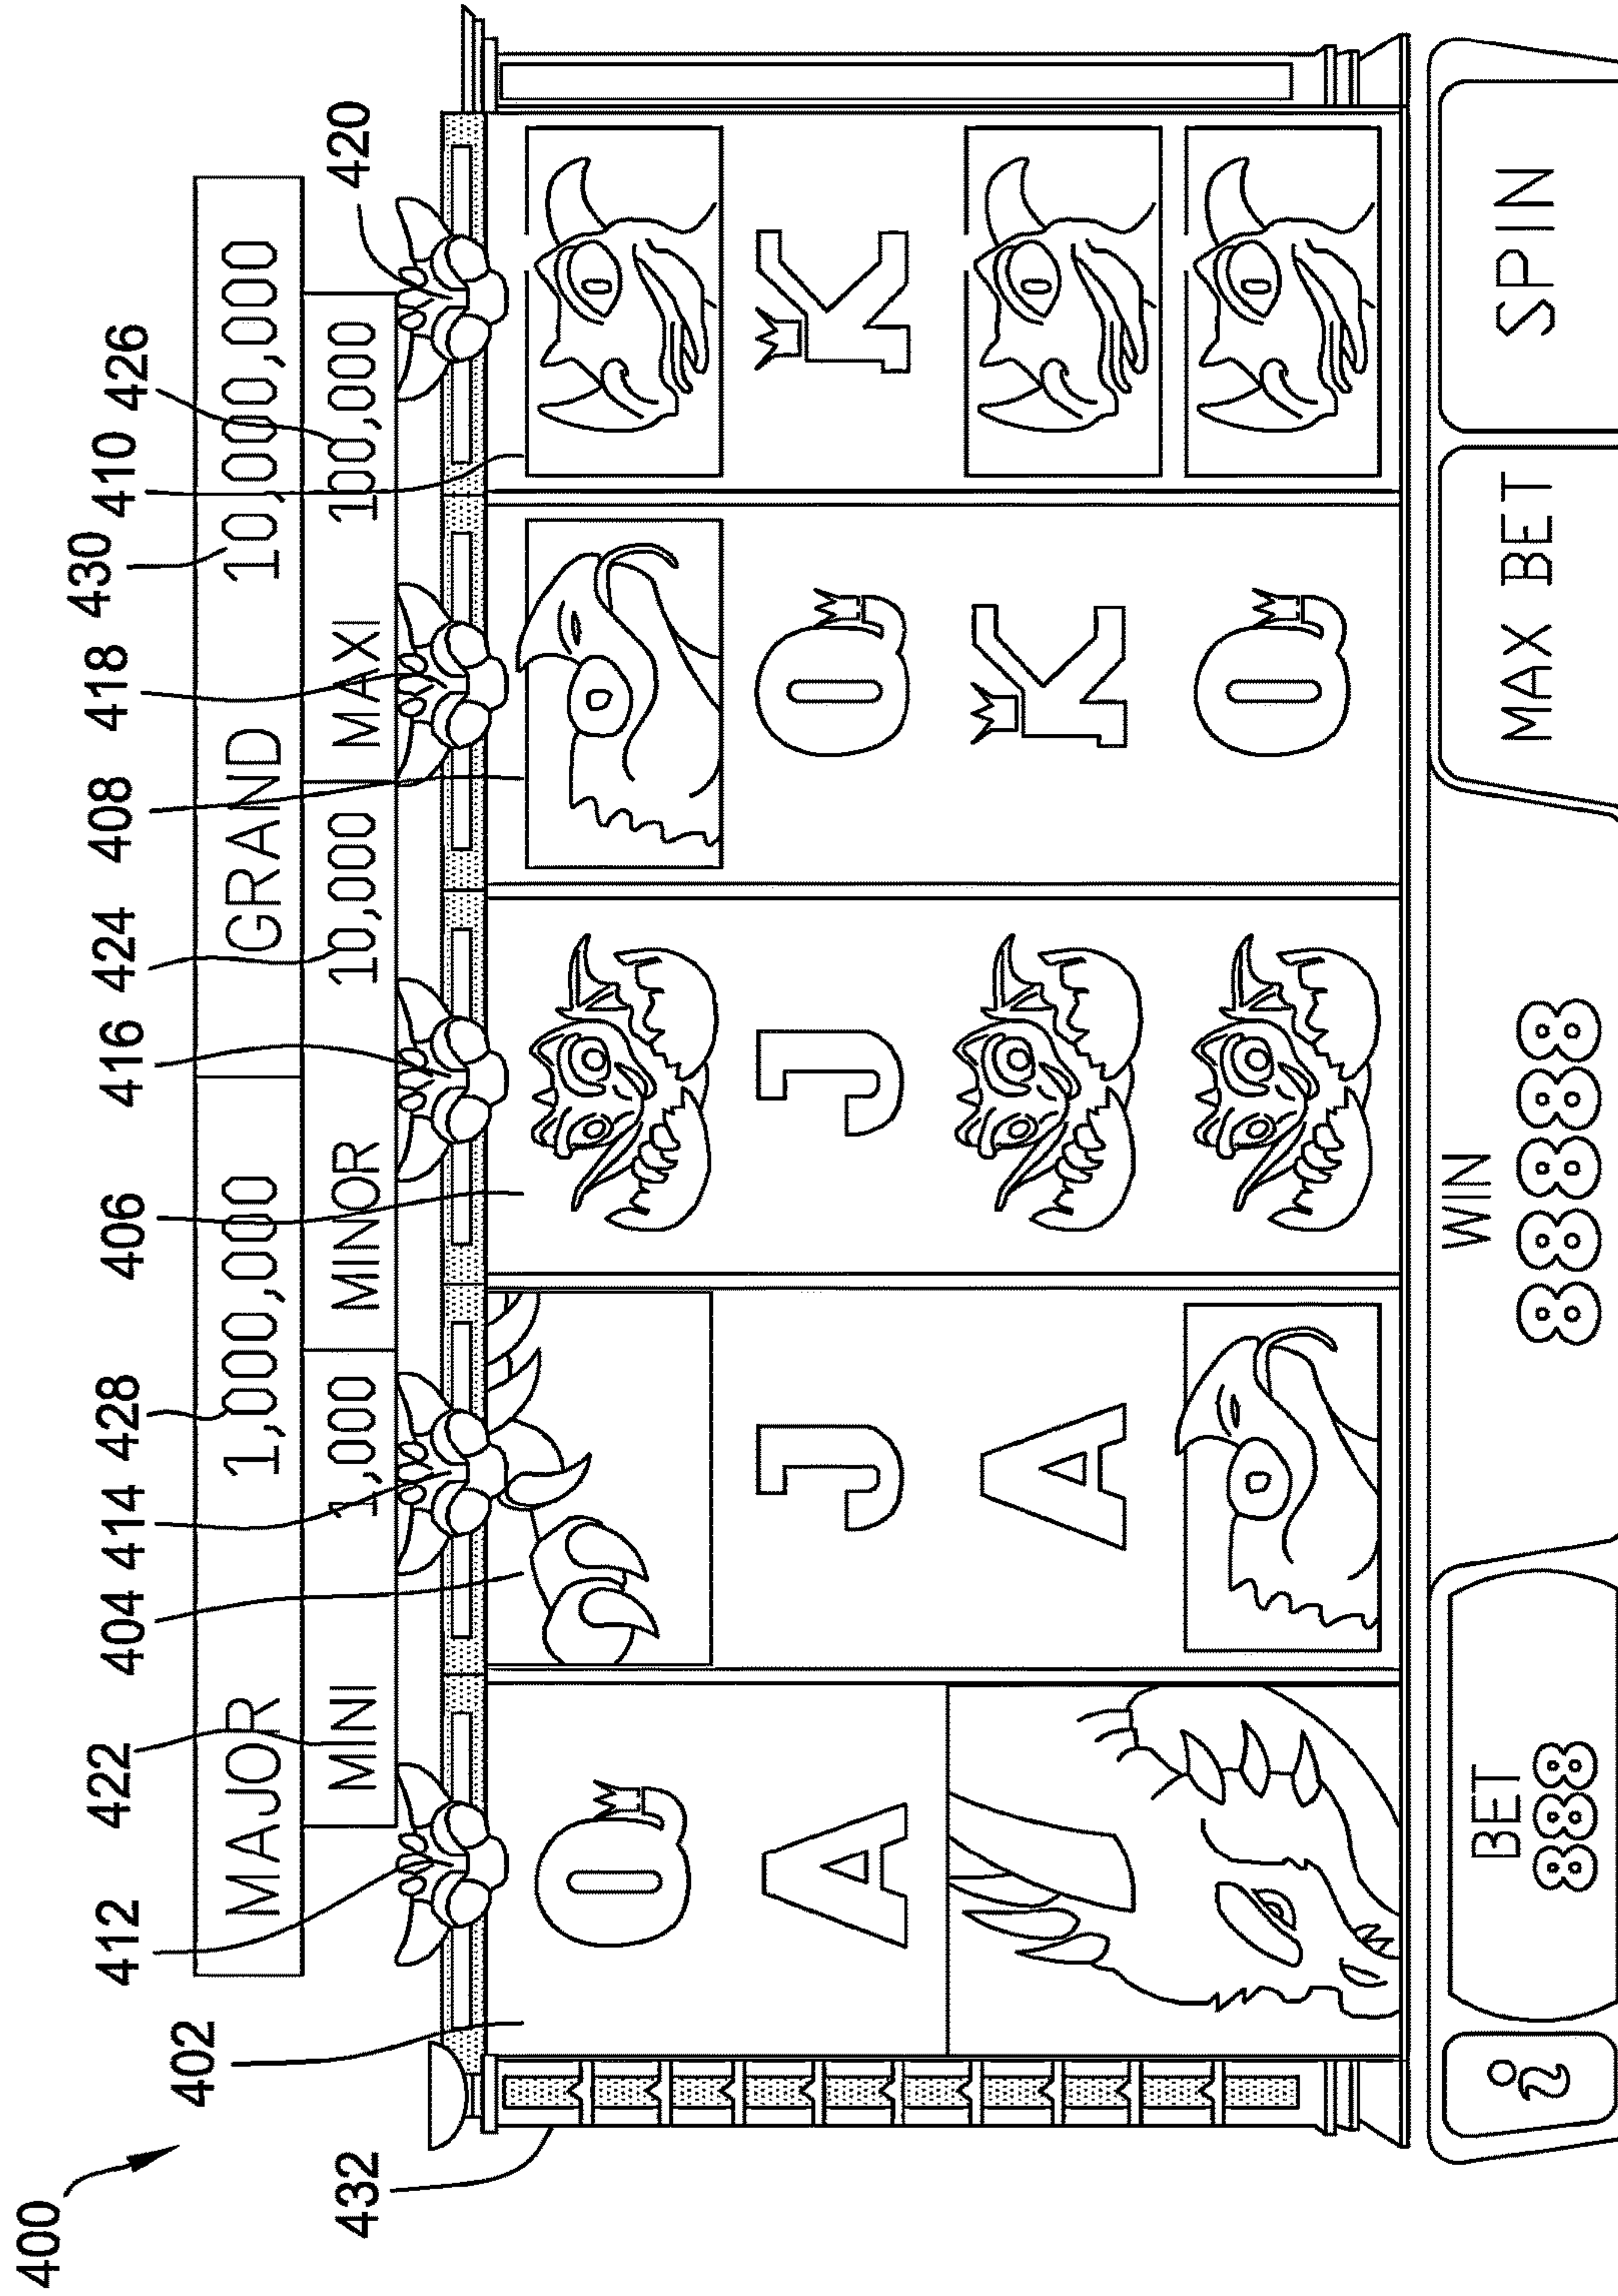 400
402 412 422 404 414 428 406 416 424 408 418 430 410 426
MAJOR 1,000,000 GRAND 10,000,000
432 MINI 1,000 MINOR 10,000 MAXI 100,000 420
Q
A J J Q K
A K
Q
i BET WIN MAX BET SPIN
888 88888